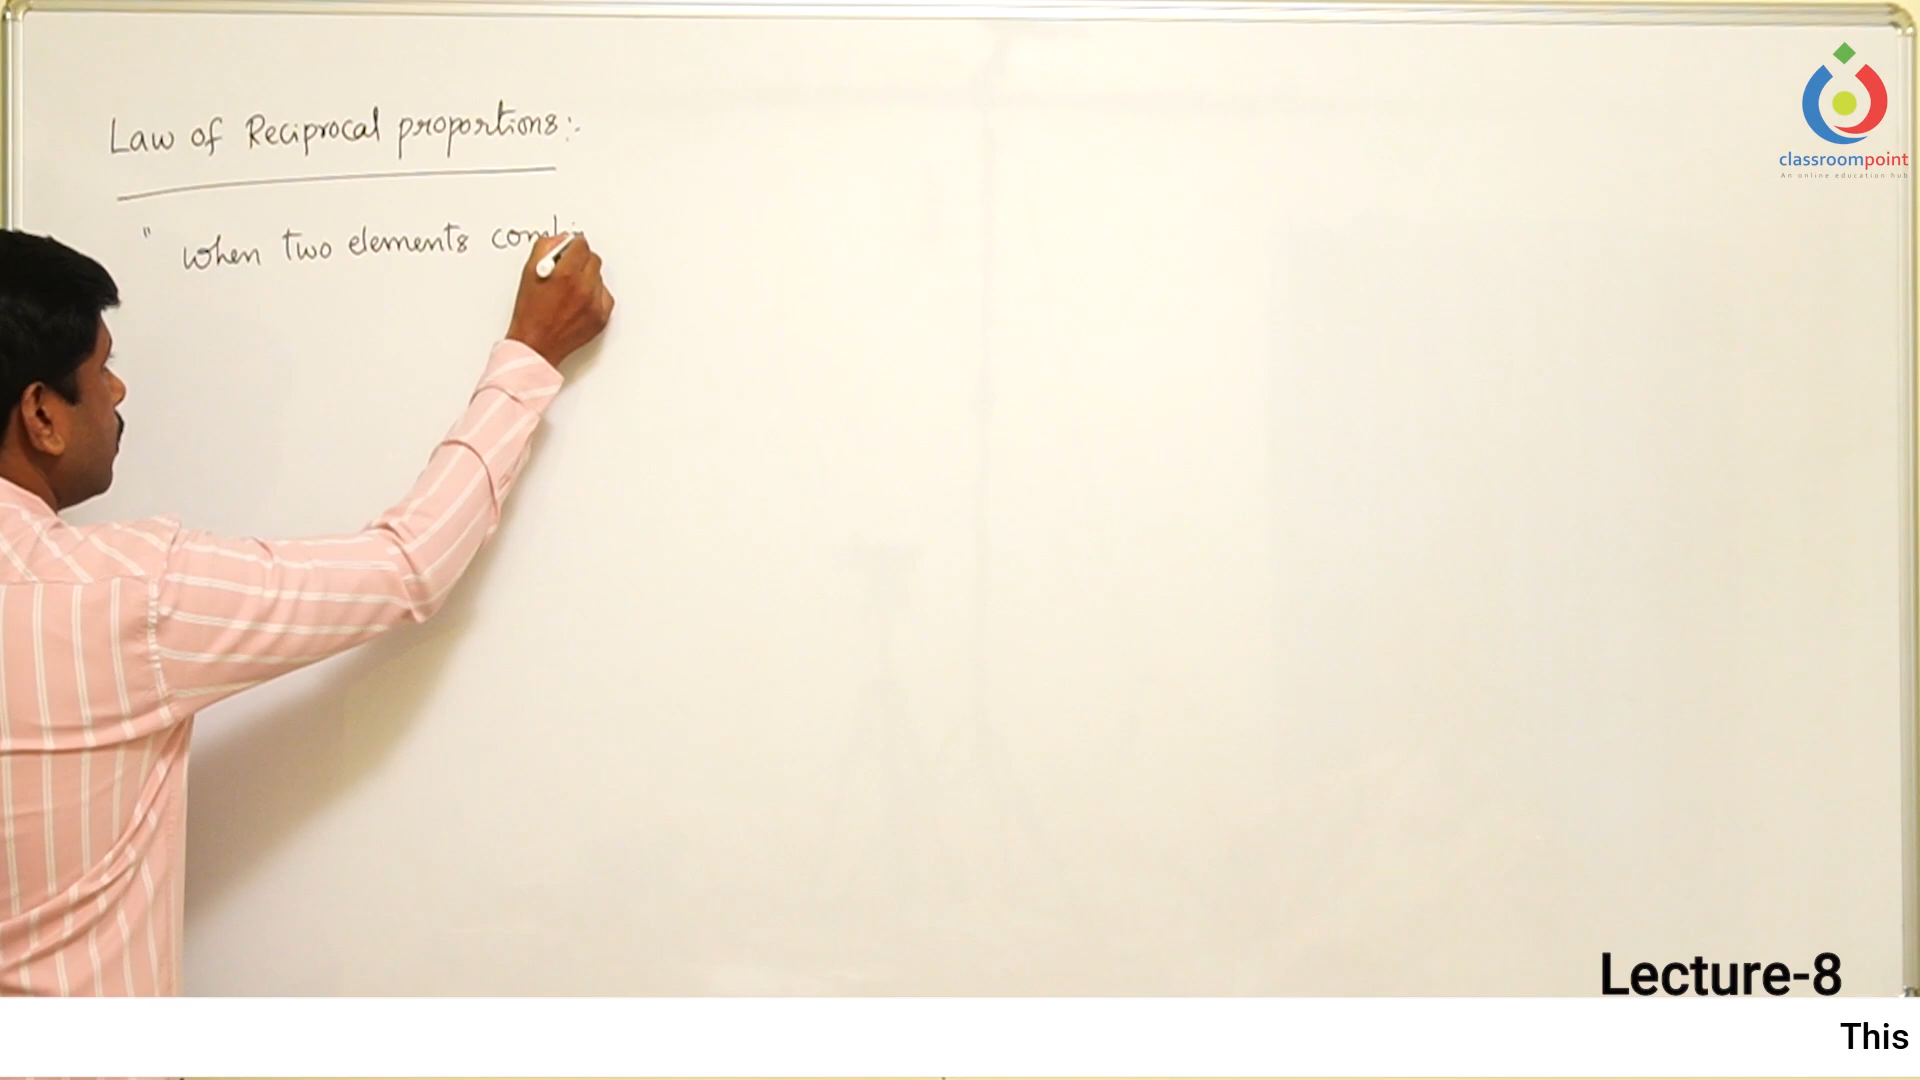 Law of Reciprocal proportions:-
" when two elements combi
classroompoint
An online education hub
Lecture-8
This